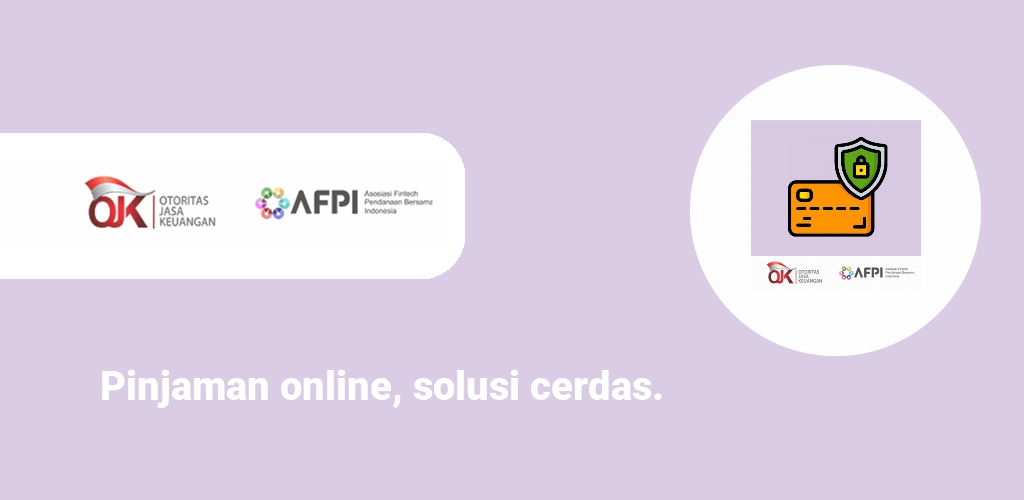 OJK
OTORITAS
JASA
KEUANGAN
AFPI
Asosiasi Fintech
Pendanaan Bersama
Indonesia
OJK
OTORITAS
JASA
KEUANGAN
AFPI
Asosiasi Fintech
Pendanaan Bersama
Indonesia
Pinjaman online, solusi cerdas.